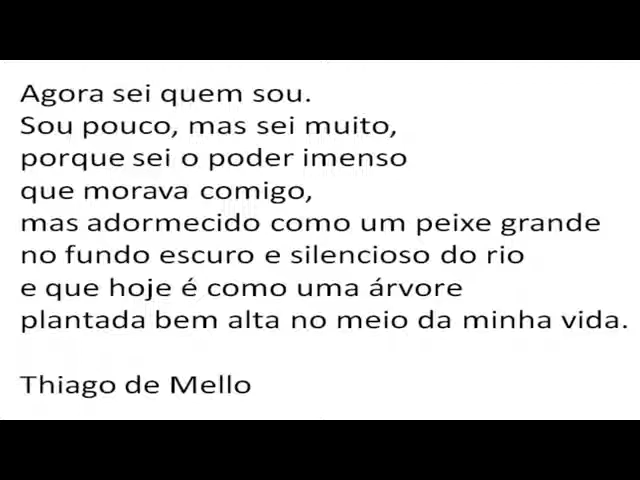 Agora sei quem sou.
Sou pouco, mas sei muito,
porque sei o poder imenso
que morava comigo,
mas adormecido como um peixe grande
no fundo escuro e silencioso do rio
e que hoje é como uma árvore
plantada bem alta no meio da minha vida.
Thiago de Mello